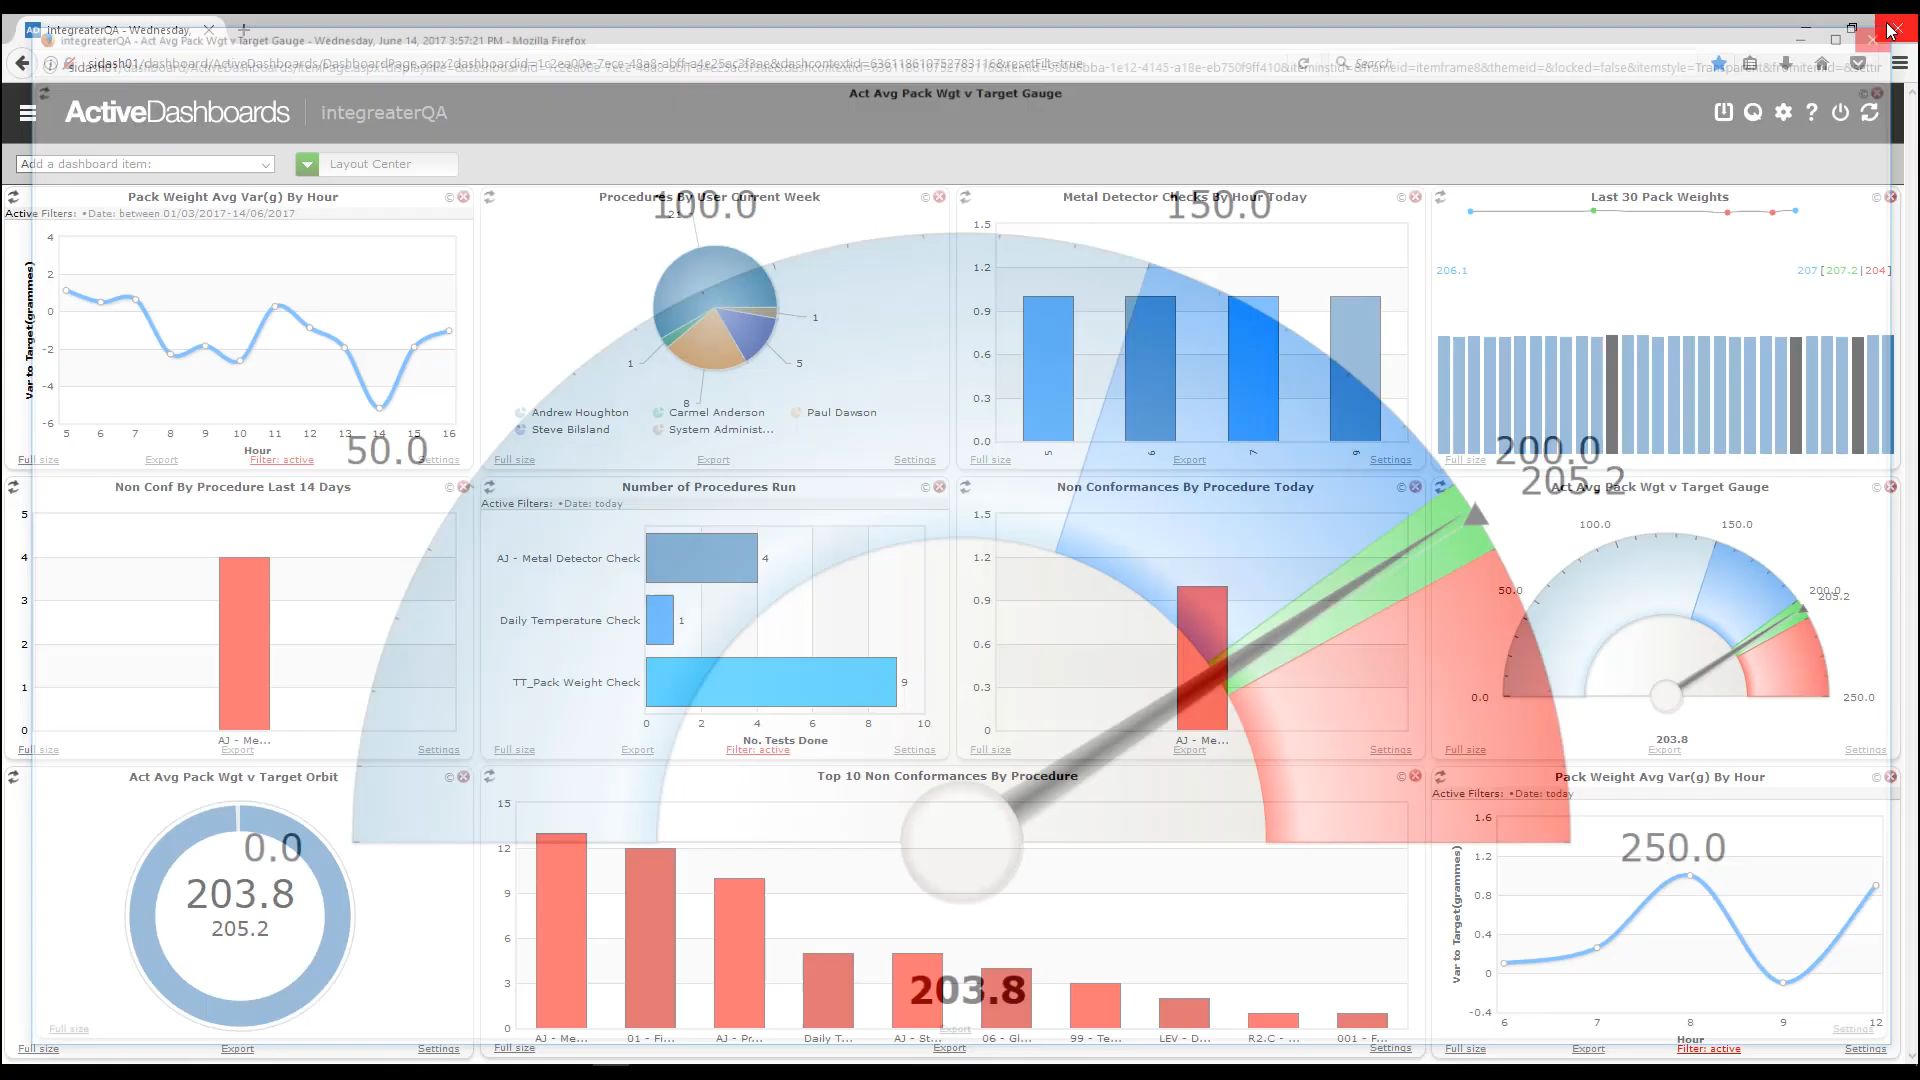 integreaterQA - Wednesday,
integreaterQA - Act Avg Pack Wgt v Target Gauge - Wednesday, June 14, 2017 3:57:21 PM - Mozilla Firefox
Search
Act Avg Pack Wgt v Target Gauge
ActiveDashboards integreaterQA
Add a dashboard item:
Layout Center
Pack Weight Avg Var(g) By Hour
Active Filters: •Date: between 01/03/2017-14/06/2017
Var to Target(grammes)
4
2
0
-2
-4
-6
5 6 7 8 9 10 11 12 13 14 15 16
Hour
Full size Export Filter: active Settings
Procedures By User Current Week
21
1
5
8
1
Andrew Houghton Carmel Anderson Paul Dawson
Steve Bilsland System Administ...
Full size Export Settings
Metal Detector Checks By Hour Today
1.5
1.2
0.9
0.6
0.3
0.0
5 6 7 9
Full size Export Settings
Last 30 Pack Weights
206.1 207 [207.2|204]
Full size
100.0
150.0
50.0
200.0
205.2
0.0
250.0
203.8
Export
Full size
Settings
Non Conf By Procedure Last 14 Days
5
4
3
2
1
0
AJ - Me...
Full size Export Settings
Number of Procedures Run
Active Filters: •Date: today
AJ - Metal Detector Check 4
Daily Temperature Check 1
TT_Pack Weight Check 9
0 2 4 6 8 10
No. Tests Done
Full size Export Filter: active Settings
Non Conformances By Procedure Today
1.5
1.2
0.9
0.6
0.3
0
AJ - Me...
Full size Export Settings
Act Avg Pack Wgt v Target Gauge
100.0 150.0
50.0 200.0
205.2
0.0 250.0
203.8
Full size Export Settings
Act Avg Pack Wgt v Target Orbit
203.8
205.2
Full size Export Settings
Top 10 Non Conformances By Procedure
15
12
9
6
3
0
AJ - Me... 01 - Fi... AJ - Pr... Daily T... AJ - St... 06 - Gl... 99 - Te... LEV - D... R2.C - ... 001 - F...
Full size Export Settings
Pack Weight Avg Var(g) By Hour
Active Filters: •Date: today
Var to Target(grammes)
1.6
1.2
0.8
0.4
0
-0.4
6 7 8 9 12
Hour
Full size Export Filter: active Settings